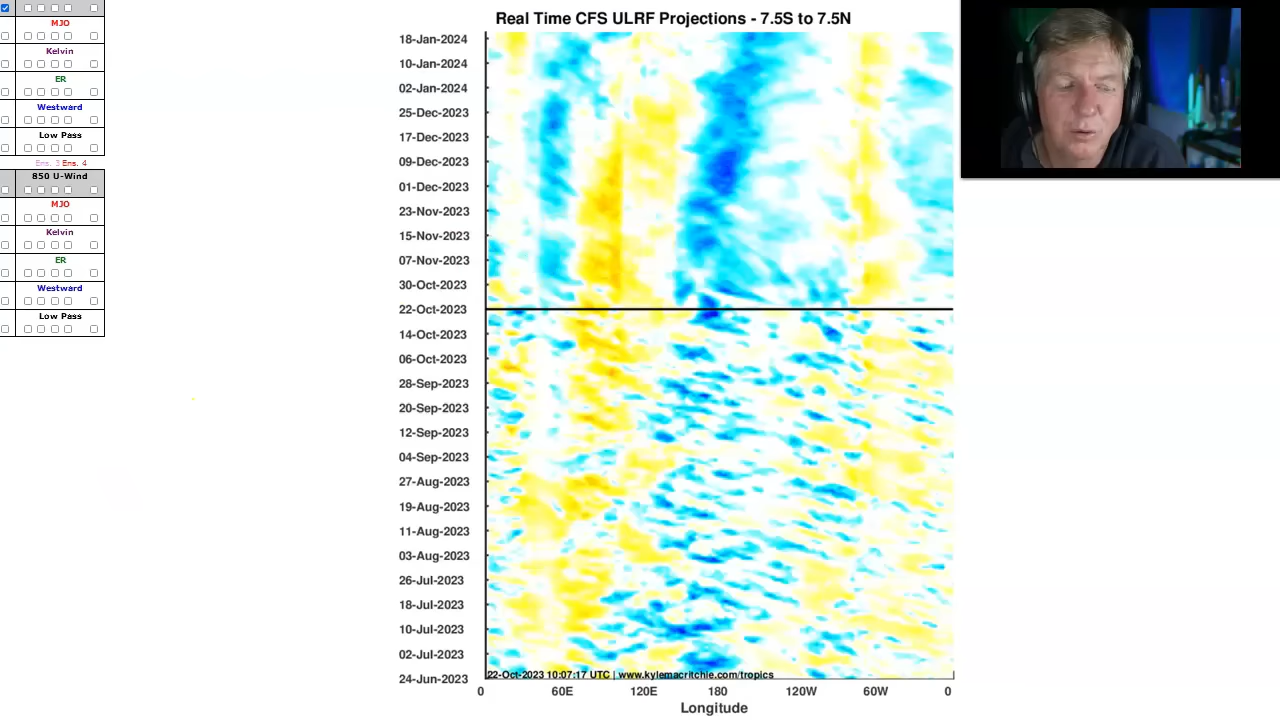 MJO
Kelvin
ER
Westward
Low Pass
Ens. 3 Ens. 4
850 U-Wind
MJO
Kelvin
ER
Westward
Low Pass
Real Time CFS ULRF Projections - 7.5S to 7.5N
18-Jan-2024
10-Jan-2024
02-Jan-2024
25-Dec-2023
17-Dec-2023
09-Dec-2023
01-Dec-2023
23-Nov-2023
15-Nov-2023
07-Nov-2023
30-Oct-2023
22-Oct-2023
14-Oct-2023
06-Oct-2023
28-Sep-2023
20-Sep-2023
12-Sep-2023
04-Sep-2023
27-Aug-2023
19-Aug-2023
11-Aug-2023
03-Aug-2023
26-Jul-2023
18-Jul-2023
10-Jul-2023
02-Jul-2023
24-Jun-2023
22-Oct-2023 10:07:17 UTC | www.kylemacritchie.com/tropics
0 60E 120E 180 120W 60W 0
Longitude